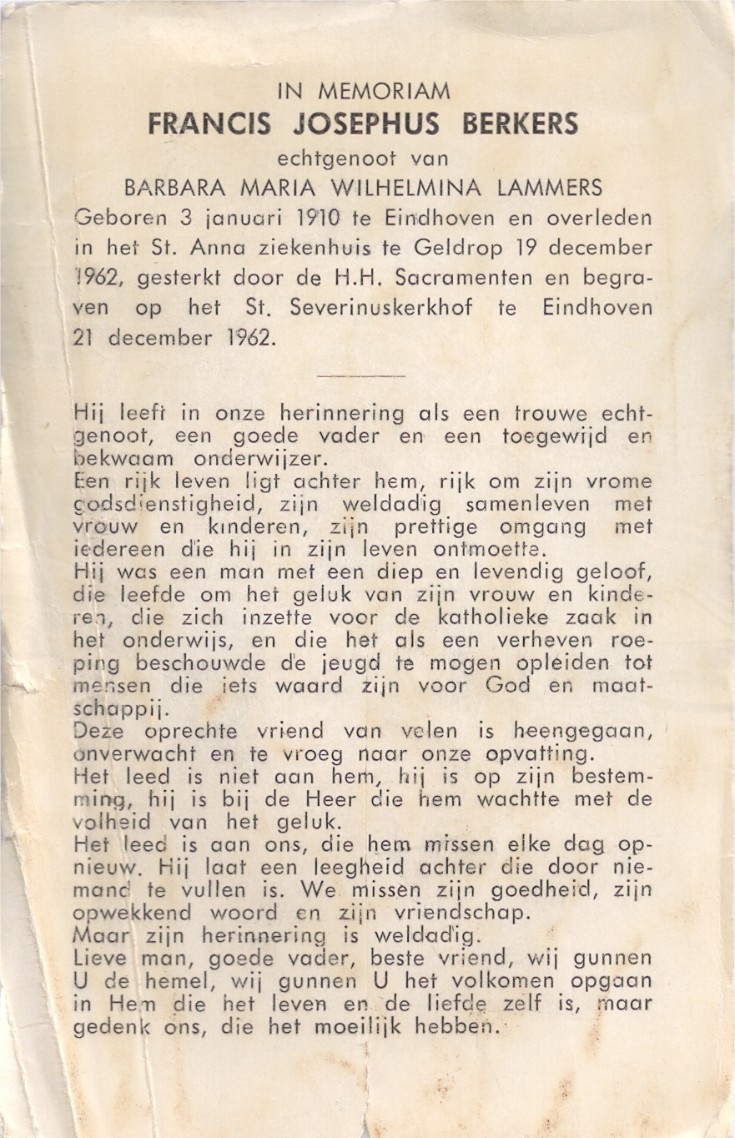 IN MEMORIAM
FRANCIS JOSEPHUS BERKERS
echtgenoot van
BARBARA MARIA WILHELMINA LAMMERS
Geboren 3 januari 1910 te Eindhoven en overleden
in het St. Anna ziekenhuis te Geldrop 19 december
1962, gesterkt door de H.H. Sacramenten en begra-
ven op het St. Severinuskerkhof te Eindhoven
21 december 1962.
Hij leeft in onze herinnering als een trouwe echt-
genoot, een goede vader en een toegewijd en
bekwaam onderwijzer.
Een rijk leven ligt achter hem, rijk om zijn vrome
godsdienstigheid, zijn weldadig samenleven met
vrouw en kinderen, zijn prettige omgang met
iedereen die hij in zijn leven ontmoette.
Hij was een man met een diep en levendig geloof,
die leefde om het geluk van zijn vrouw en kinde-
ren, die zich inzette voor de katholieke zaak in
het onderwijs, en die het als een verheven roe-
ping beschouwde de jeugd te mogen opleiden tot
mensen die iets waard zijn voor God en maat-
schappij.
Deze oprechte vriend van velen is heengegaan,
onverwacht en te vroeg naar onze opvatting.
Het leed is niet aan hem, hij is op zijn bestem-
ming, hij is bij de Heer die hem wachtte met de
volheid van het geluk.
Het leed is aan ons, die hem missen elke dag op-
nieuw. Hij laat een leegheid achter die door nie-
mand te vullen is. We missen zijn goedheid, zijn
opwekkend woord en zijn vriendschap.
Maar zijn herinnering is weldadig.
Lieve man, goede vader, beste vriend, wij gunnen
U de hemel, wij gunnen U het volkomen opgaan
in Hem die het leven en de liefde zelf is, maar
gedenk ons, die het moeilijk hebben.